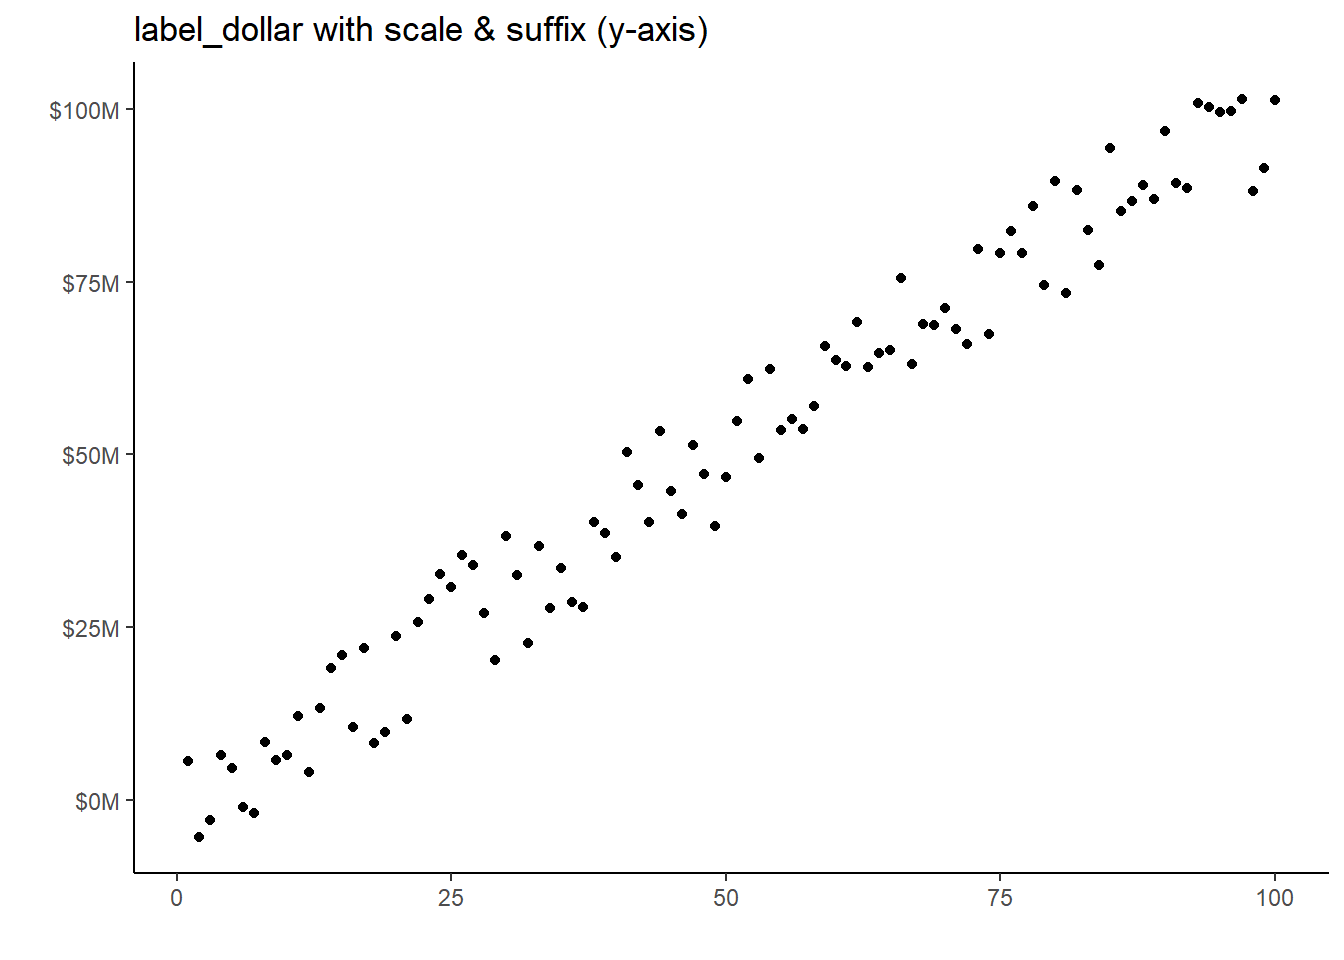 label_dollar with scale & suffix (y-axis)
$100M
$75M
$50M
$25M
$0M
0 25 50 75 100